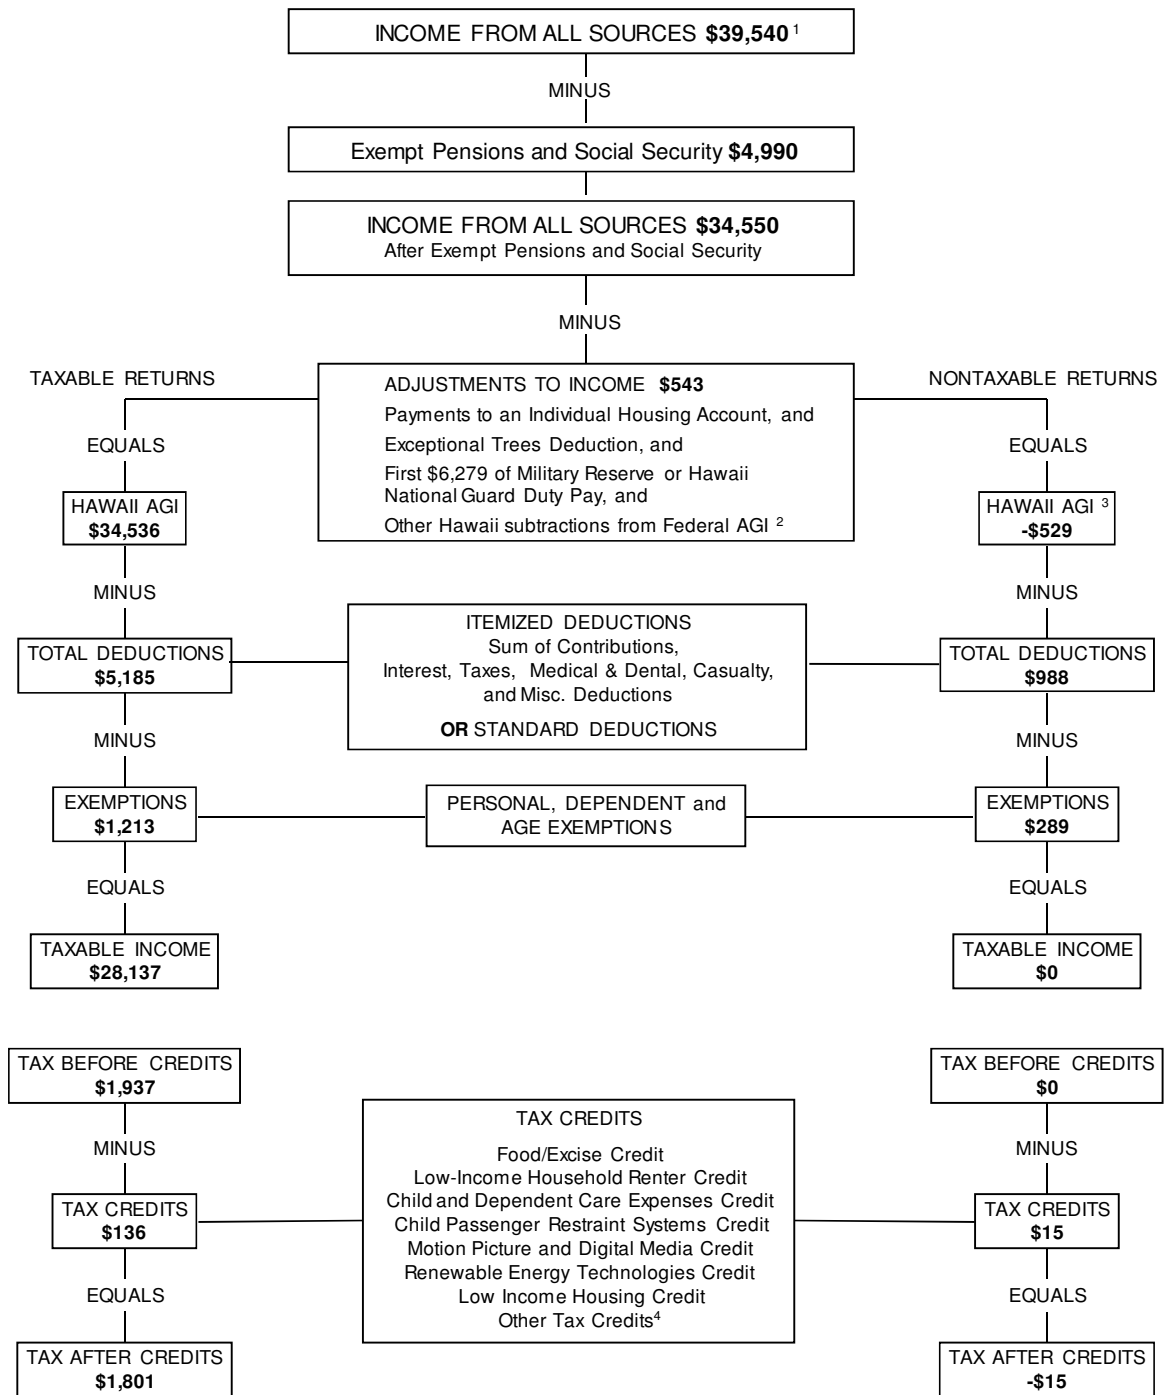 INCOME FROM ALL SOURCES $39,540 1
MINUS
Exempt Pensions and Social Security $4,990
INCOME FROM ALL SOURCES $34,550
After Exempt Pensions and Social Security
MINUS
TAXABLE RETURNS
ADJUSTMENTS TO INCOME $543
Payments to an Individual Housing Account, and
Exceptional Trees Deduction, and
First $6,279 of Military Reserve or Hawaii
National Guard Duty Pay, and
Other Hawaii subtractions from Federal AGI 2
NONTAXABLE RETURNS
EQUALS
EQUALS
HAWAII AGI
$34,536
HAWAII AGI 3
-$529
MINUS
MINUS
TOTAL DEDUCTIONS
$5,185
ITEMIZED DEDUCTIONS
Sum of Contributions,
Interest, Taxes, Medical & Dental, Casualty,
and Misc. Deductions
OR STANDARD DEDUCTIONS
TOTAL DEDUCTIONS
$988
MINUS
MINUS
EXEMPTIONS
$1,213
PERSONAL, DEPENDENT and
AGE EXEMPTIONS
EXEMPTIONS
$289
EQUALS
EQUALS
TAXABLE INCOME
$28,137
TAXABLE INCOME
$0
TAX BEFORE CREDITS
$1,937
TAX BEFORE CREDITS
$0
MINUS
MINUS
TAX CREDITS
$136
TAX CREDITS
Food/Excise Credit
Low-Income Household Renter Credit
Child and Dependent Care Expenses Credit
Child Passenger Restraint Systems Credit
Motion Picture and Digital Media Credit
Renewable Energy Technologies Credit
Low Income Housing Credit
Other Tax Credits4
TAX CREDITS
$15
EQUALS
EQUALS
TAX AFTER CREDITS
$1,801
TAX AFTER CREDITS
-$15